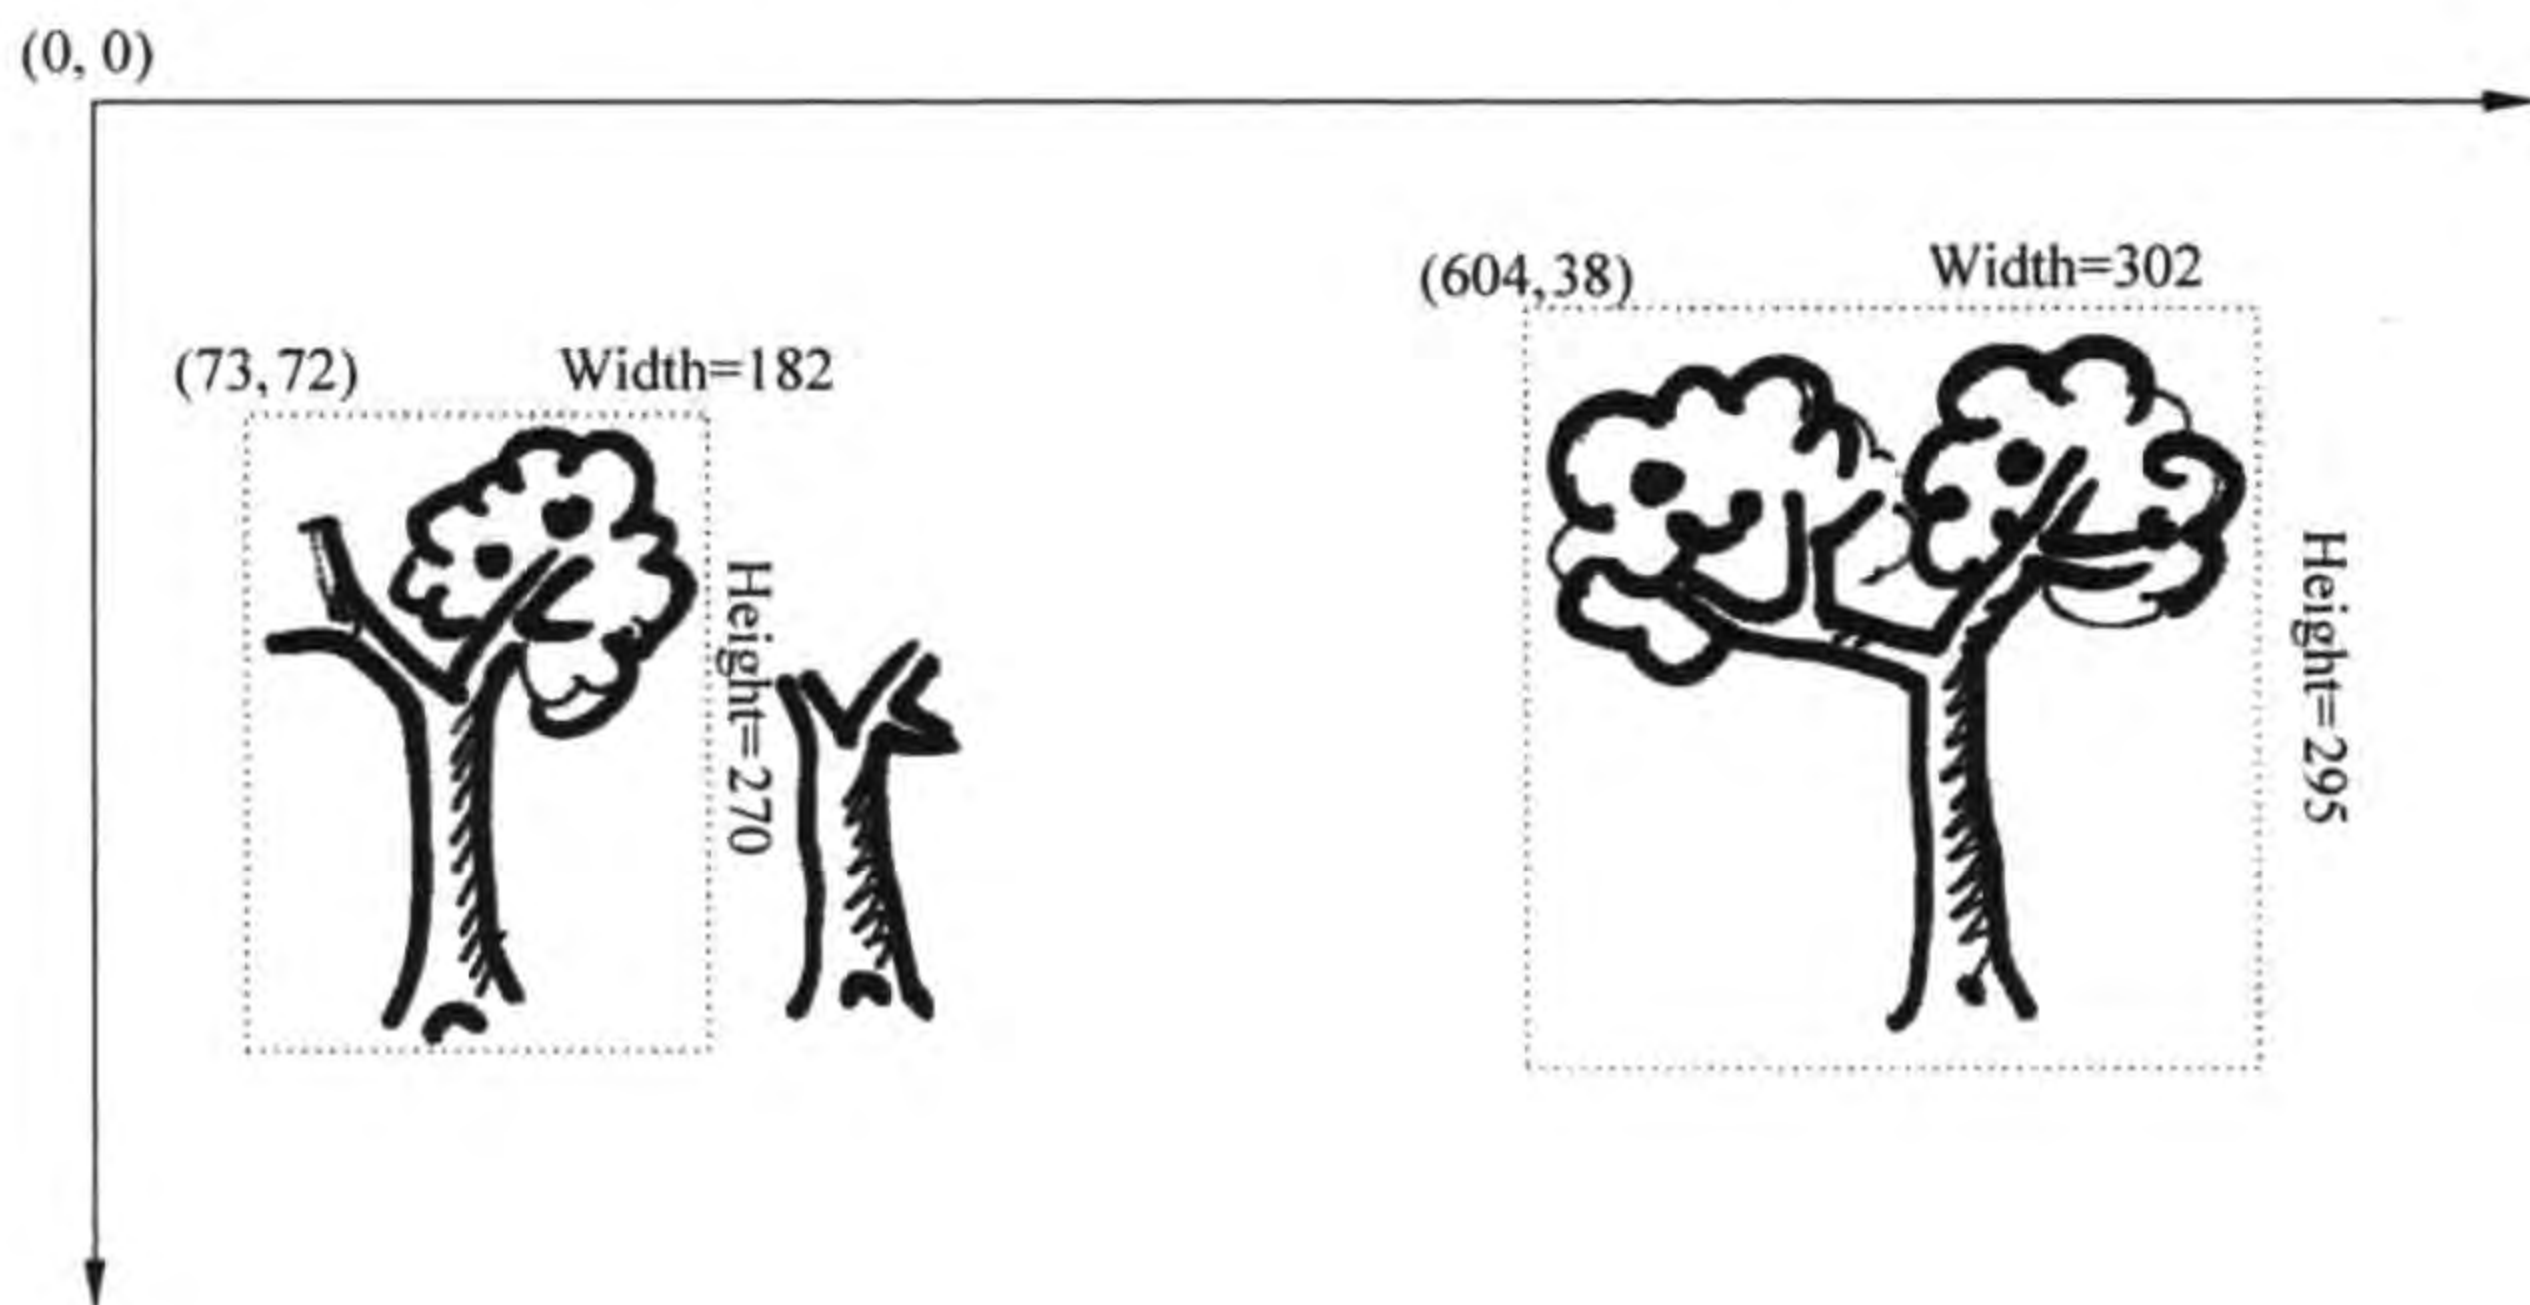 (0, 0)
(604,38)
Width=302
(73,72)
Width=182
Height=270
Height=295